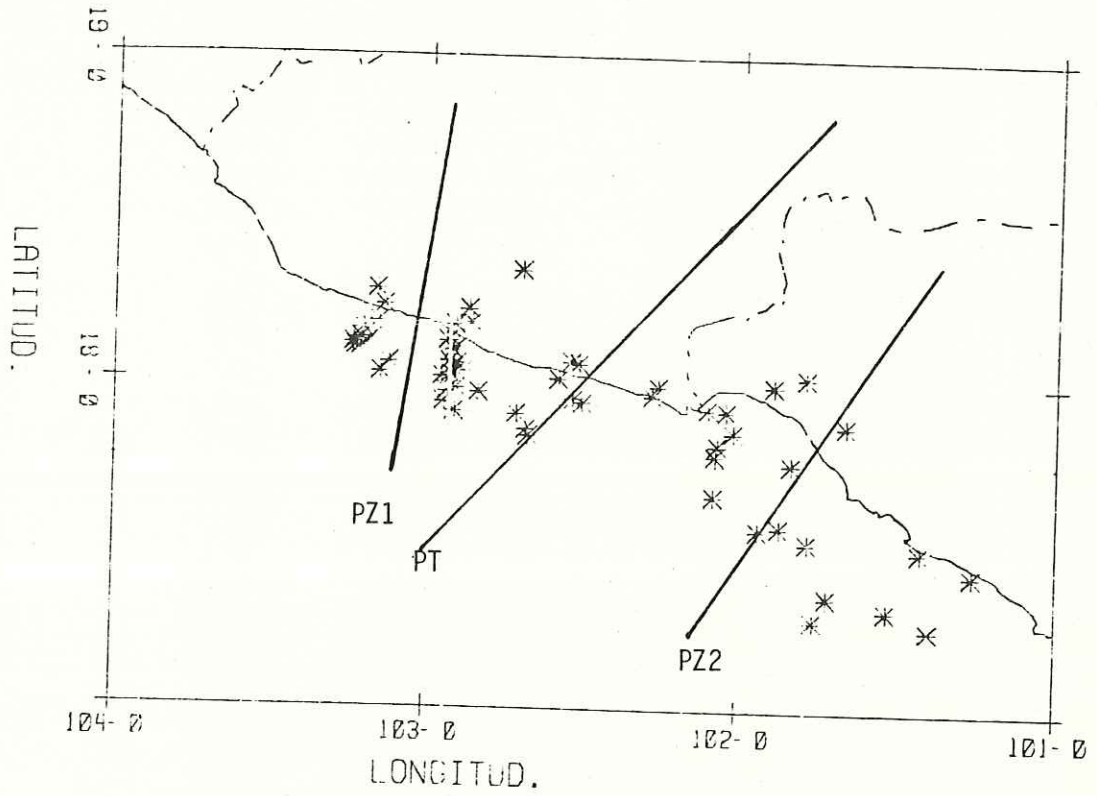 19- 0
18
0
LATITUD.
PZ1
PT
PZ2
104- 0
103- 0
102- 0
101- 0
LONGITUD.